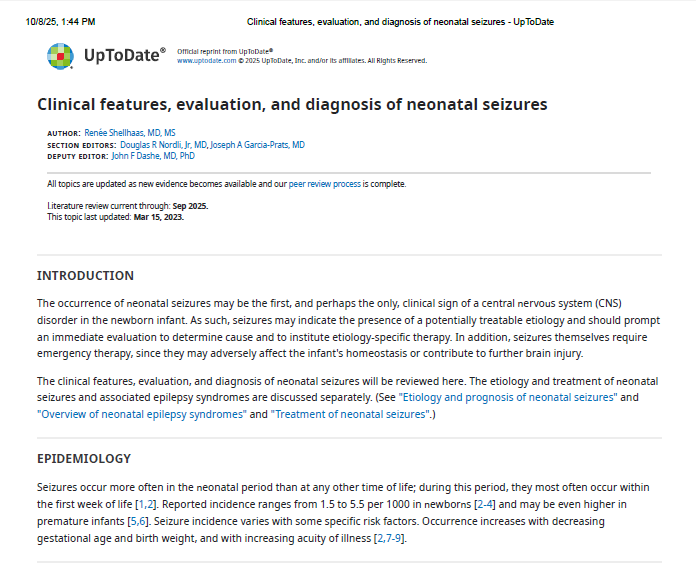 10/8/25, 1:44 PM Clinical features, evaluation, and diagnosis of neonatal seizures - UpToDate
UpToDate®
Official reprint from UpToDate®
www.uptodate.com © 2025 UpToDate, Inc. and/or its affiliates. All Rights Reserved.
Clinical features, evaluation, and diagnosis of neonatal seizures
AUTHOR: Renée Shellhaas, MD, MS
SECTION EDITORS: Douglas R Nordli, Jr, MD, Joseph A Garcia-Prats, MD
DEPUTY EDITOR: John F Dashe, MD, PhD
All topics are updated as new evidence becomes available and our peer review process is complete.
Literature review current through: Sep 2025.
This topic last updated: Mar 15, 2023.
INTRODUCTION
The occurrence of neonatal seizures may be the first, and perhaps the only, clinical sign of a central nervous system (CNS)
disorder in the newborn infant. As such, seizures may indicate the presence of a potentially treatable etiology and should prompt
an immediate evaluation to determine cause and to institute etiology-specific therapy. In addition, seizures themselves require
emergency therapy, since they may adversely affect the infant's homeostasis or contribute to further brain injury.
The clinical features, evaluation, and diagnosis of neonatal seizures will be reviewed here. The etiology and treatment of neonatal
seizures and associated epilepsy syndromes are discussed separately. (See "Etiology and prognosis of neonatal seizures" and
"Overview of neonatal epilepsy syndromes" and "Treatment of neonatal seizures".)
EPIDEMIOLOGY
Seizures occur more often in the neonatal period than at any other time of life; during this period, they most often occur within
the first week of life [1,2]. Reported incidence ranges from 1.5 to 5.5 per 1000 in newborns [2-4] and may be even higher in
premature infants [5,6]. Seizure incidence varies with some specific risk factors. Occurrence increases with decreasing
gestational age and birth weight, and with increasing acuity of illness [2,7-9].